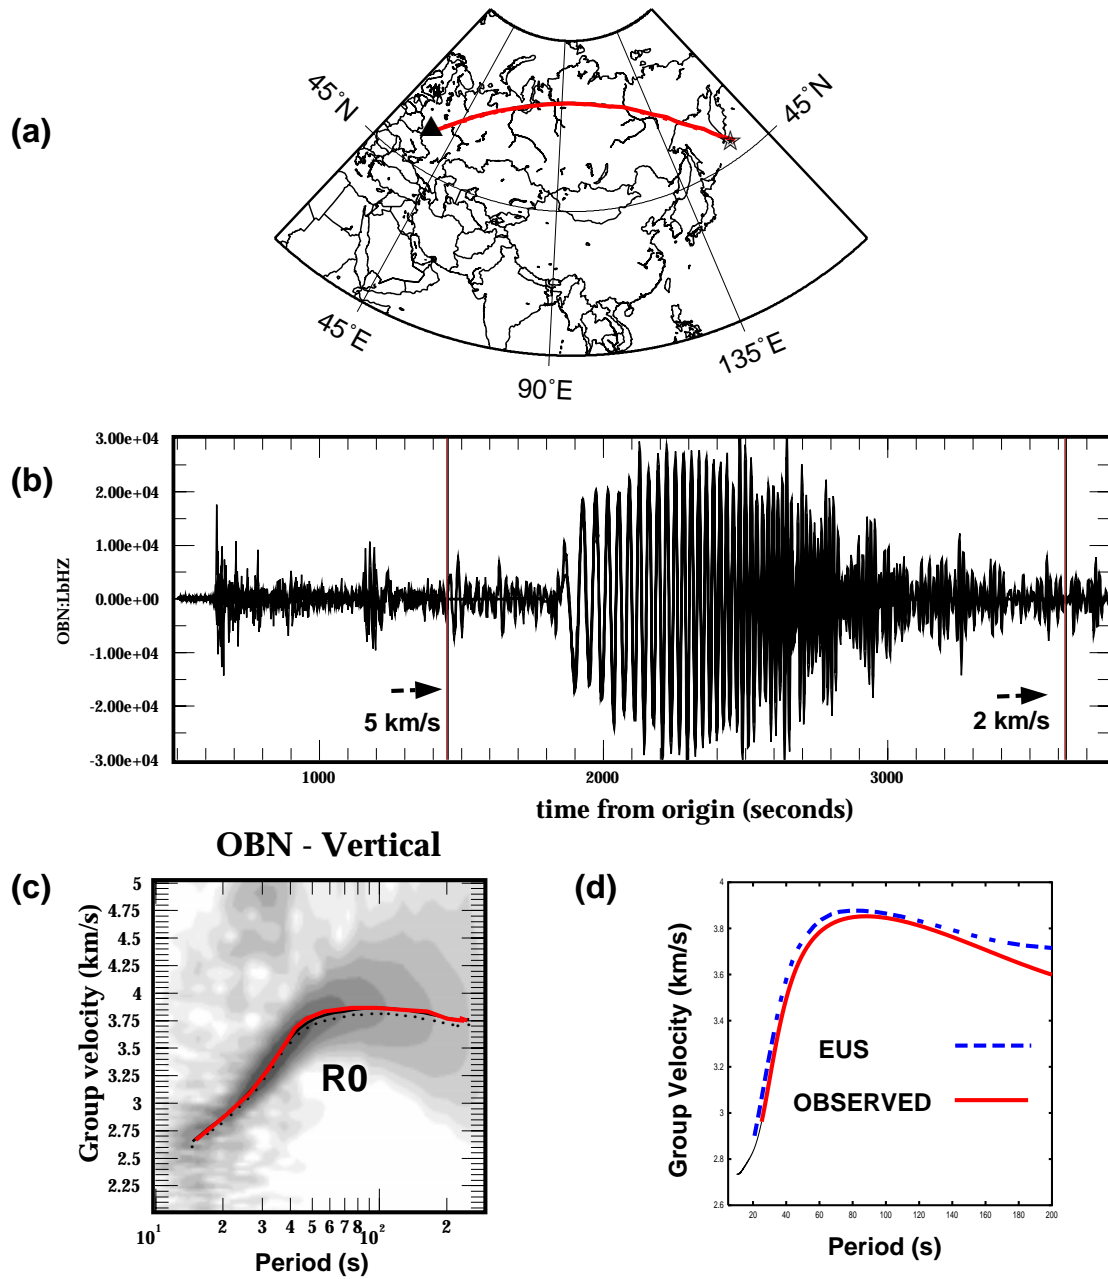 (a)
45°N
45°N
45°E
90°E
135°E
(b)
OBN:LbHZ
3.00e+04
2.00e+04
1.00e+04
0.00e+00
-1.00e+04
-2.00e+04
-3.00e+04
5 km/s
2 km/s
1000
2000
3000
time from origin (seconds)
OBN - Vertical
(c)
Group velocity (km/s)
5
4.75
4.5
4.25
4
3.75
3.5
3.25
3
2.75
2.5
2.25
R0
10¹ 2 3 4 5 6 7 8 10² 2
Period (s)
(d)
Group Velocity (km/s)
4
3.8
3.6
3.4
3.2
3
2.8
2.6
EUS
OBSERVED
20 40 60 80 100 120 140 160 180 200
Period (s)